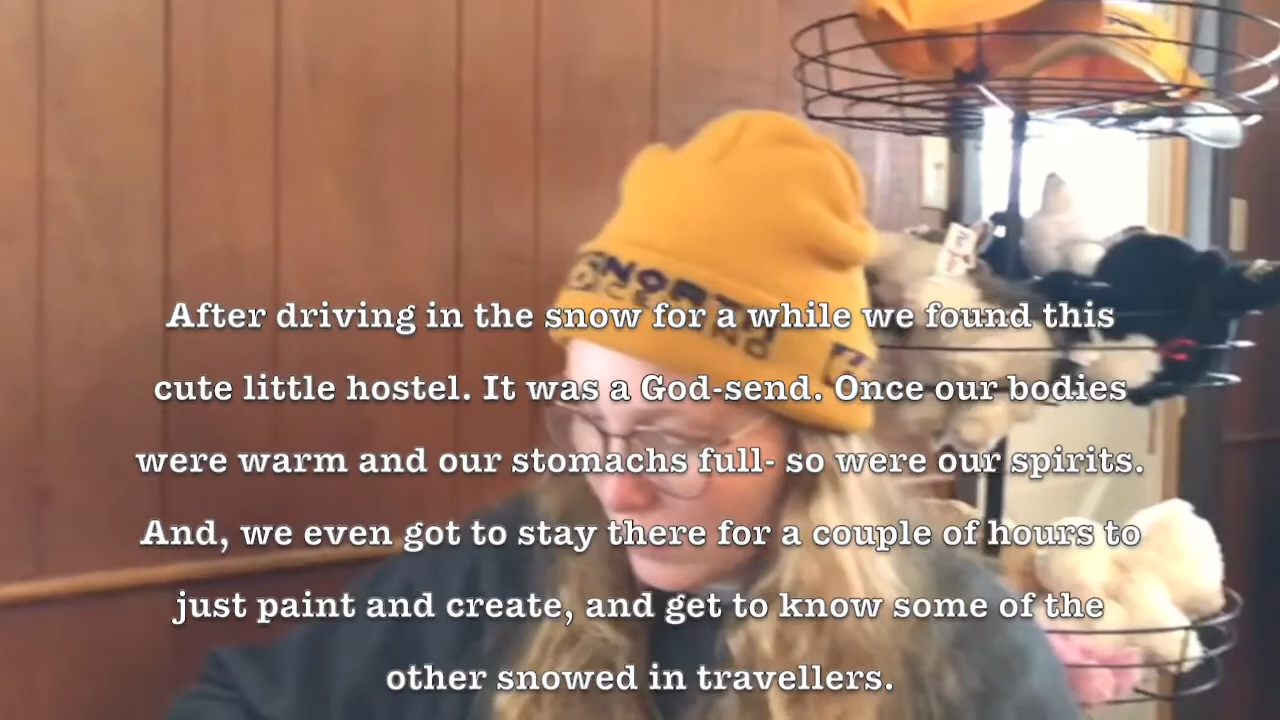 NORTH
After driving in the snow for a while we found this
cute little hostel. It was a God-send. Once our bodies
were warm and our stomachs full- so were our spirits.
And, we even got to stay there for a couple of hours to
just paint and create, and get to know some of the
other snowed in travellers.